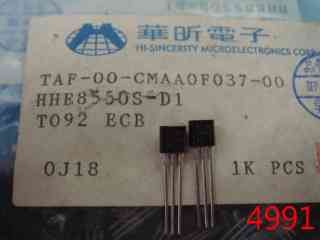 華昕電子
HI-SINCERITY MICROELECTRONICS CORP.
TAF-00-CMAA0F037-00
HHE8550S-D1
TO92 ECB
0J18 1K PCS
4991